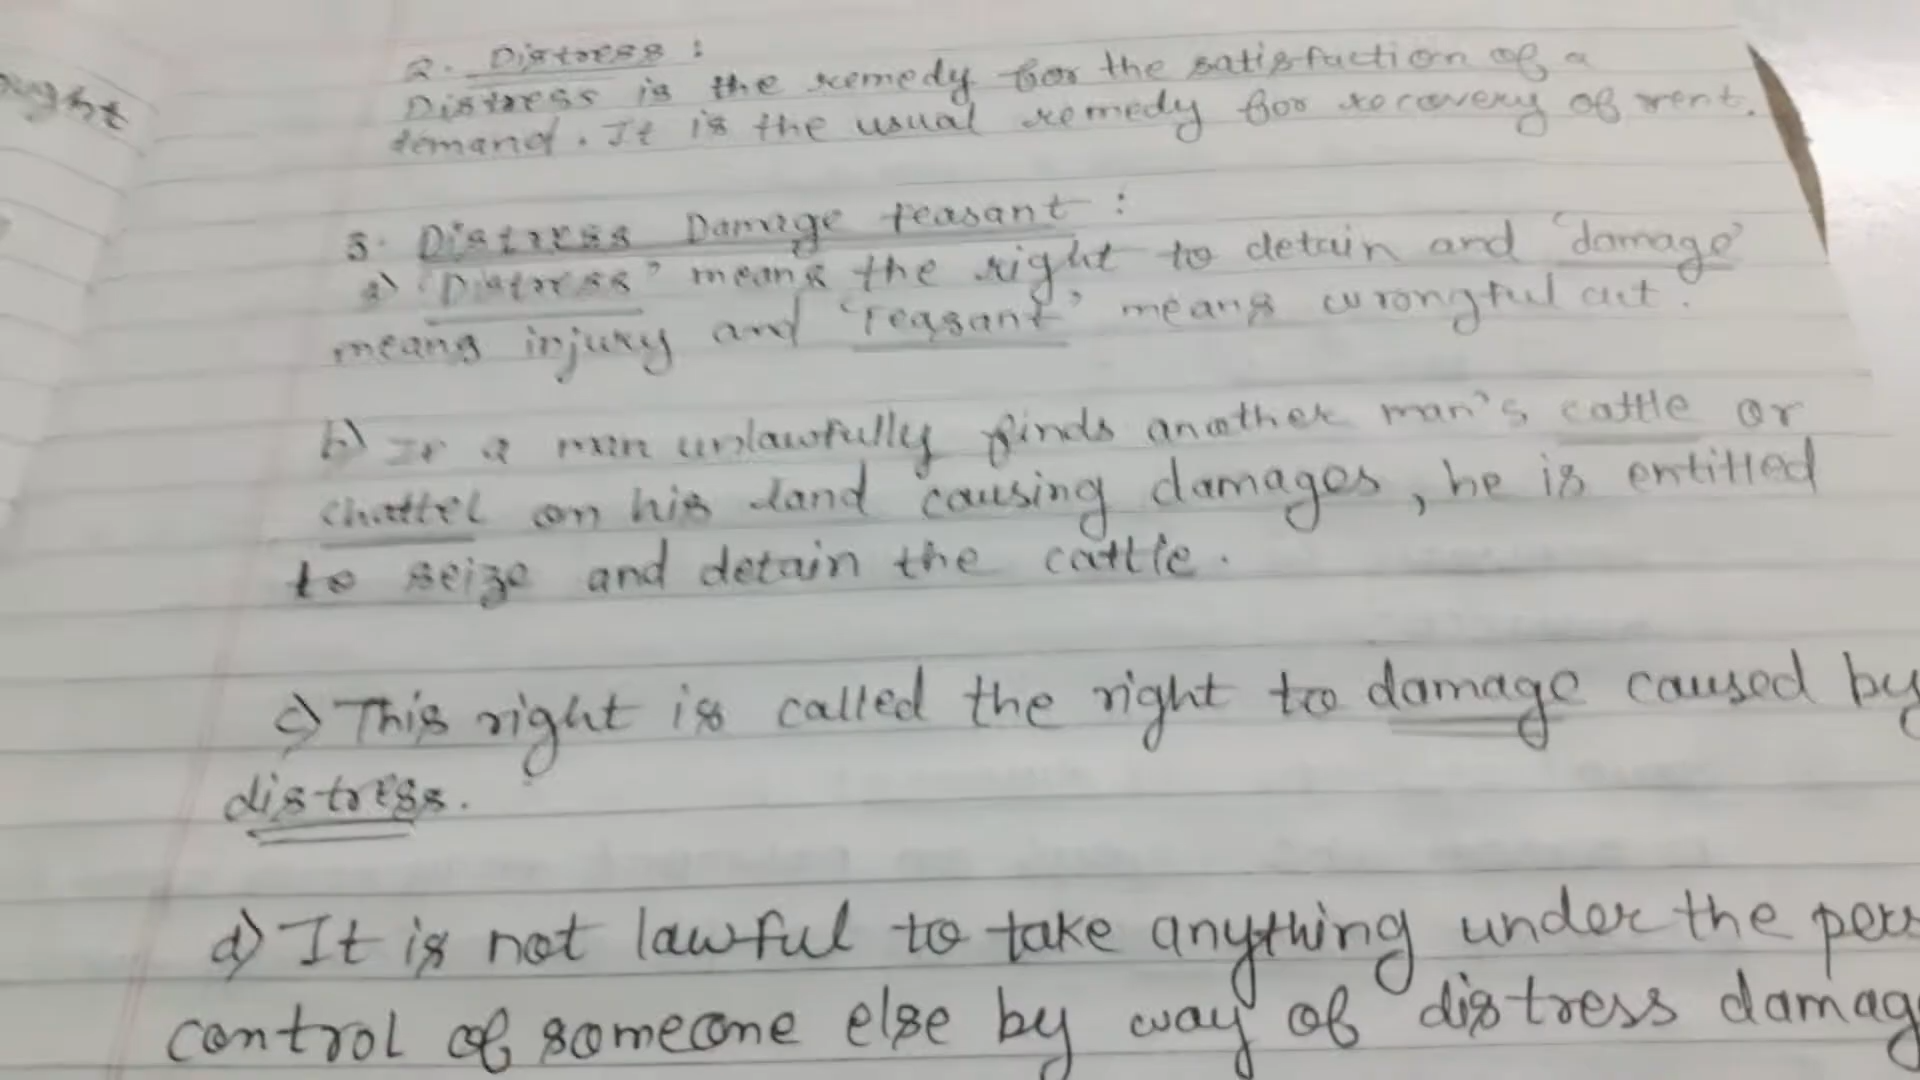 ight
2. Distress :
Distress is the remedy for the satisfaction of a
demand. It is the usual remedy for recovery of rent.
3. Distress Damage feasant :
a) 'Distress' means the right to detain and 'damage'
means injury and 'feasant' means wrongful act.
b) If a man unlawfully finds another man's cattle or
chattel on his land causing damages, he is entitled
to seize and detain the cattle.
c) This right is called the right to damage caused by
distress.
d) It is not lawful to take anything under the pers
control of someone else by way of distress damag